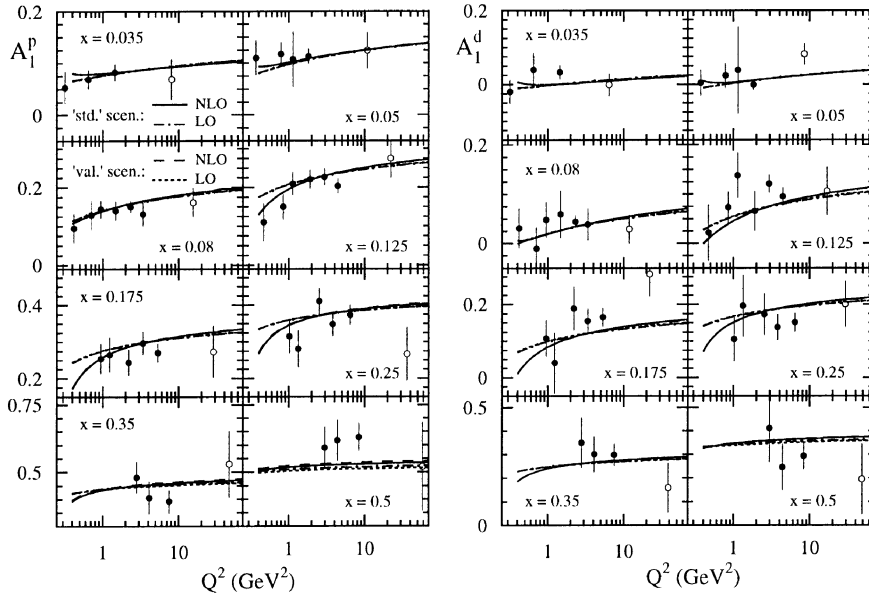 0.2
A₁ᵖ
x = 0.035
0.1
'std.' scen.:
NLO
LO
x = 0.05
0
'val.' scen.:
NLO
LO
0.2
x = 0.08
x = 0.125
0
x = 0.175
0.4
x = 0.25
0.2
0.75
x = 0.35
0.5
x = 0.5
1 10 1 10
Q² (GeV²)
0.2
Aᵈ
x = 0.035
0
x = 0.05
0.2
x = 0.08
0
x = 0.125
0.2
x = 0.175
x = 0.25
0
0.5
x = 0.35
x = 0.5
0
1 10 1 10
Q² (GeV²)